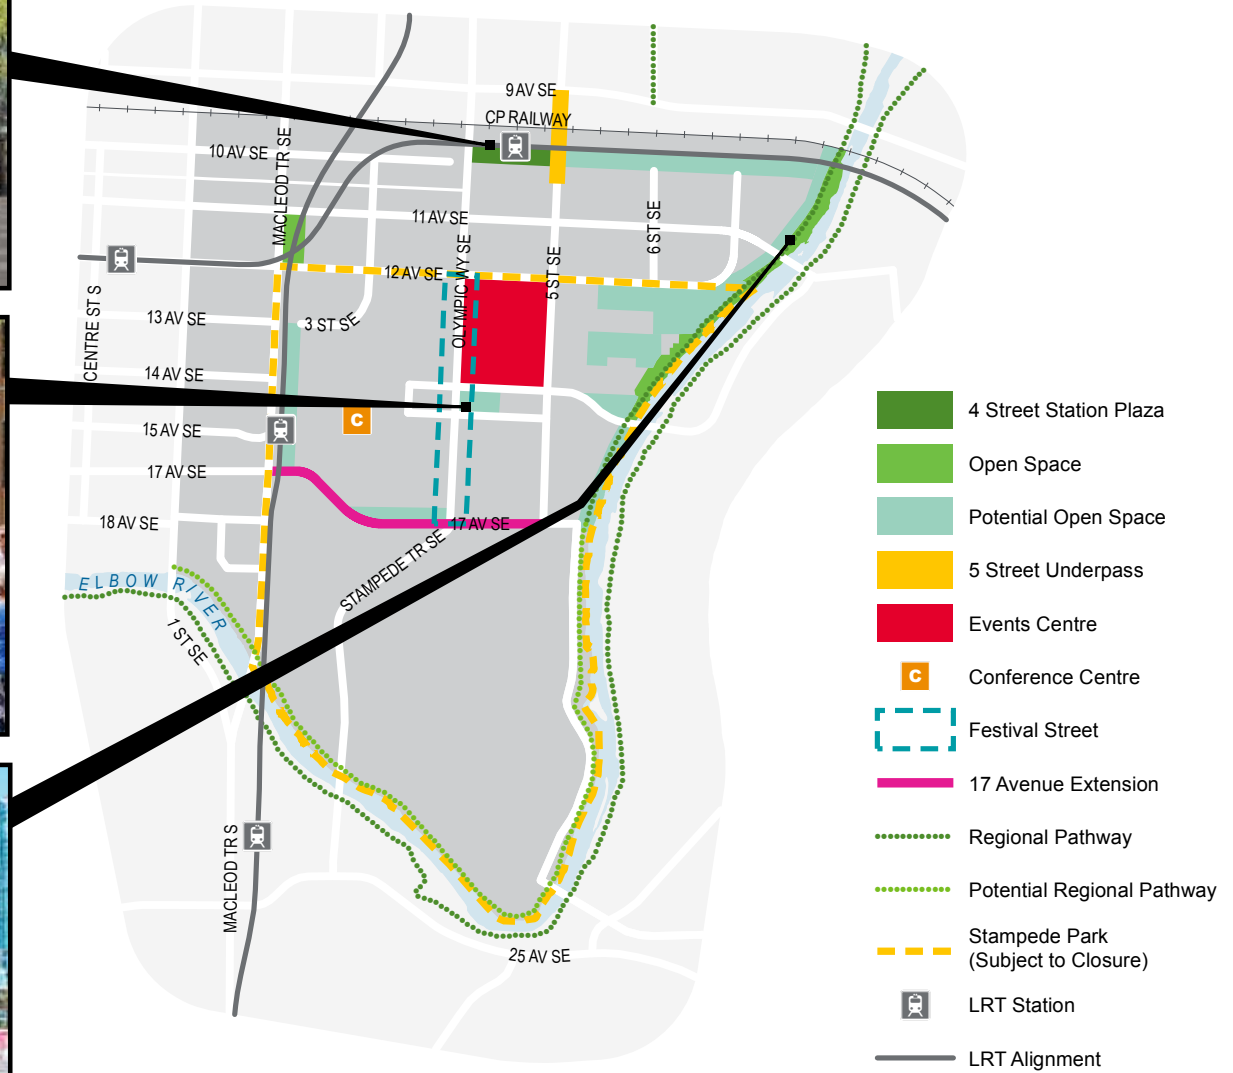 9 AV SE
CP RAILWAY
10 AV SE
MACLEOD TR SE
11 AV SE
6 ST SE
OLYMPIC WY SE
5 ST SE
12 AV SE
CENTRE ST S
13 AV SE
3 ST SE
14 AV SE
C
15 AV SE
17 AV SE
18 AV SE
17 AV SE
STAMPEDE TR SE
ELBOW RIVER
1 ST SE
MACLEOD TR S
25 AV SE
4 Street Station Plaza
Open Space
Potential Open Space
5 Street Underpass
Events Centre
C
Conference Centre
Festival Street
17 Avenue Extension
Regional Pathway
Potential Regional Pathway
Stampede Park
(Subject to Closure)
LRT Station
LRT Alignment